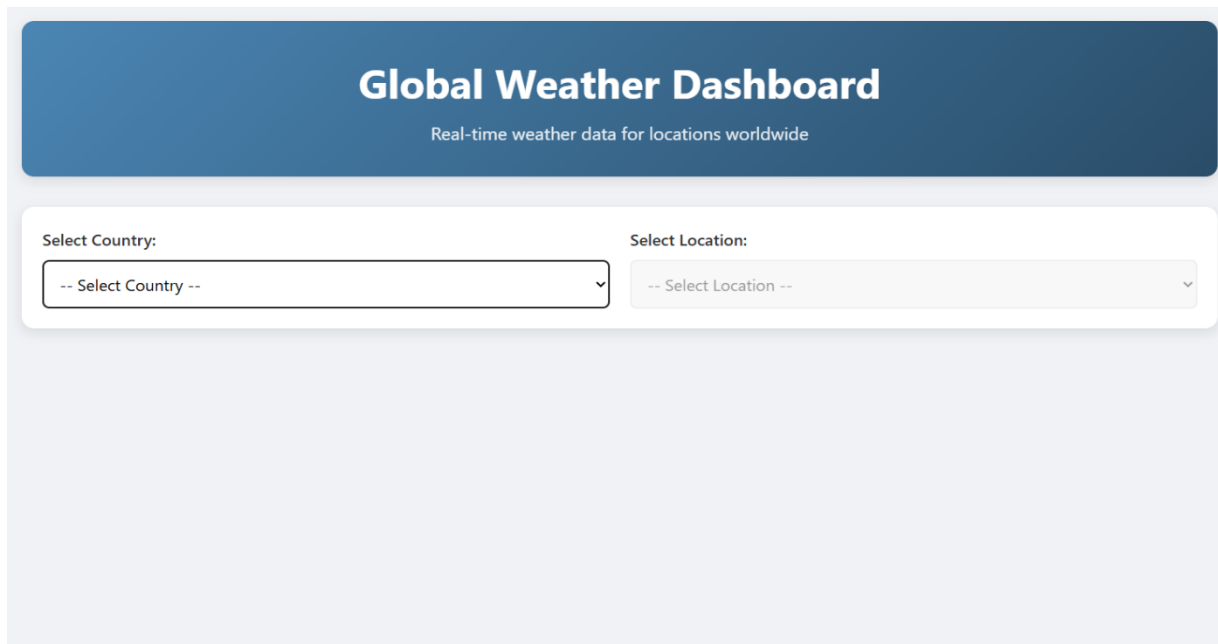 Global Weather Dashboard
Real-time weather data for locations worldwide
Select Country:
-- Select Country --
Select Location:
-- Select Location --